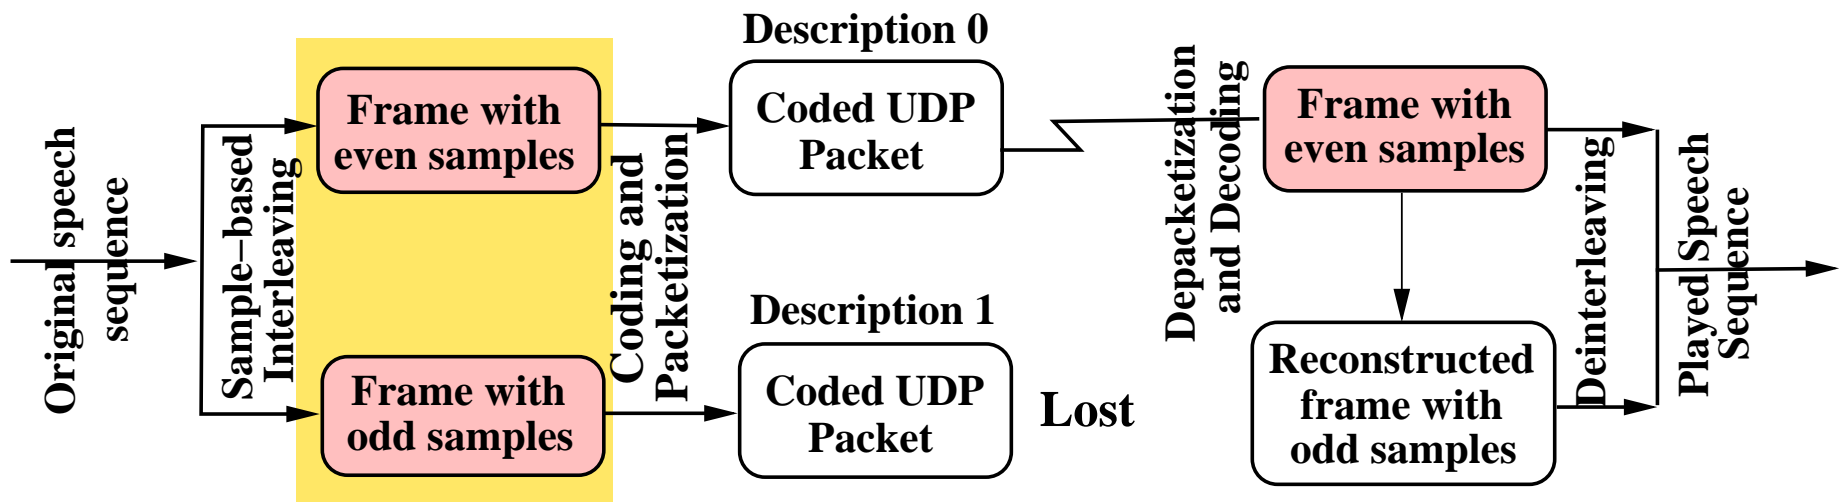 Original speech
sequence
Sample–based
Interleaving
Frame with
even samples
Frame with
odd samples
Coding and
Packetization
Description 0
Coded UDP
Packet
Description 1
Coded UDP
Packet
Lost
Depacketization
and Decoding
Frame with
even samples
Reconstructed
frame with
odd samples
Deinterleaving
Played Speech
Sequence